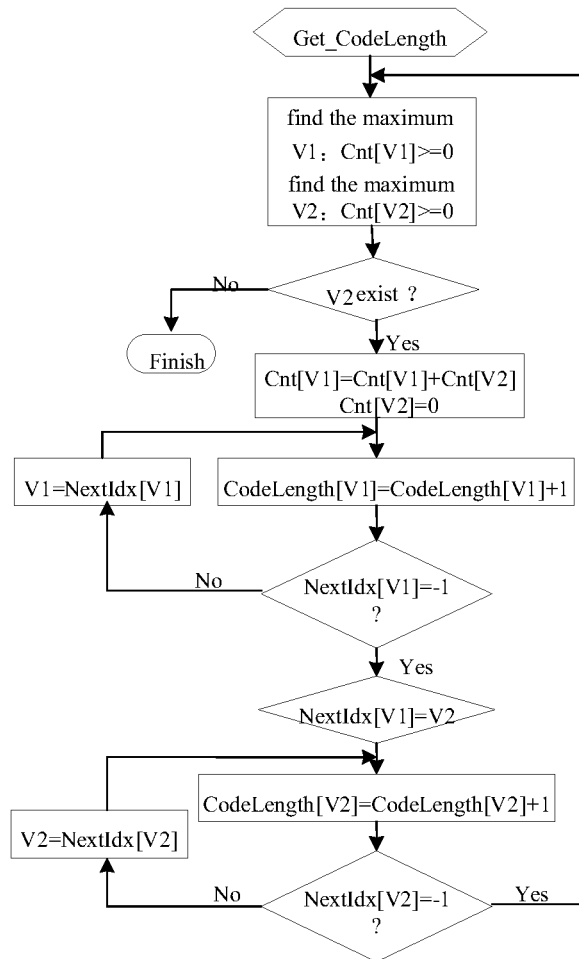 Get_CodeLength
find the maximum
V1：Cnt[V1]>=0
find the maximum
V2：Cnt[V2]>=0
No
V2 exist ?
Yes
Finish
Cnt[V1]=Cnt[V1]+Cnt[V2]
Cnt[V2]=0
V1=NextIdx[V1]
CodeLength[V1]=CodeLength[V1]+1
No
NextIdx[V1]=-1
?
Yes
NextIdx[V1]=V2
CodeLength[V2]=CodeLength[V2]+1
V2=NextIdx[V2]
No
NextIdx[V2]=-1
?
Yes